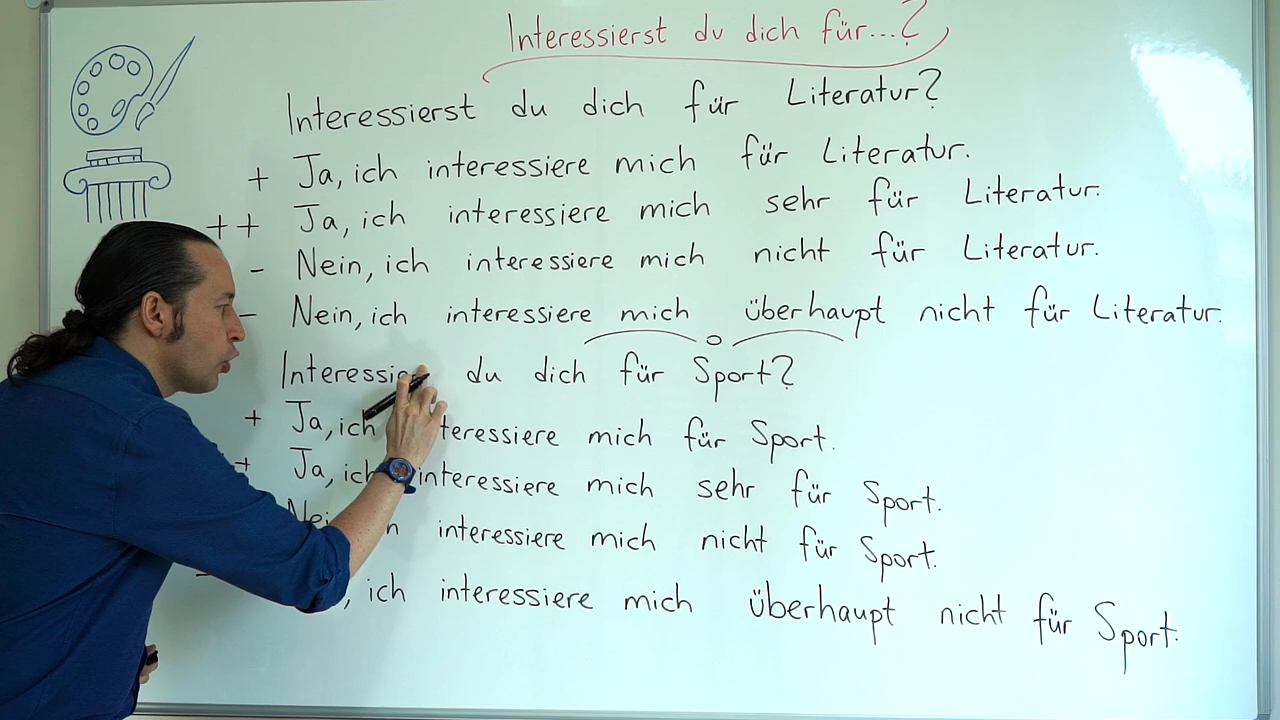 Interessierst du dich für...?
Interessierst du dich für Literatur?
+ Ja, ich interessiere mich für Literatur.
++ Ja, ich interessiere mich sehr für Literatur.
- Nein, ich interessiere mich nicht für Literatur.
- Nein, ich interessiere mich überhaupt nicht für Literatur.
du dich für Sport?
+ Ja, ich interessiere mich für Sport.
+ Ja, ich interessiere mich sehr für Sport.
interessiere mich nicht für Sport.
- ich interessiere mich überhaupt nicht für Sport.